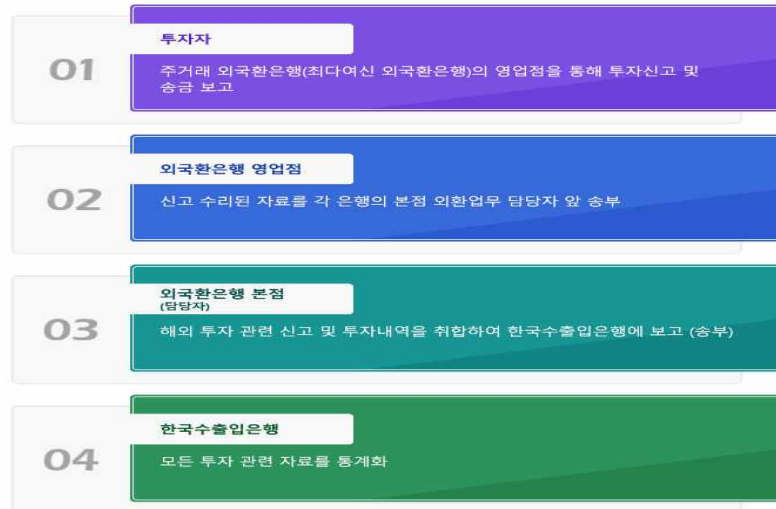 01
투자자
주거래 외국환은행(최다여신 외국환은행)의 영업점을 통해 투자신고 및
송금 보고
02
외국환은행 영업점
신고 수리된 자료를 각 은행의 본점 외환업무 담당자 앞 송부
03
외국환은행 본점
(담당자)
해외 투자 관련 신고 및 투자내역을 취합하여 한국수출입은행에 보고 (송부)
04
한국수출입은행
모든 투자 관련 자료를 통계화